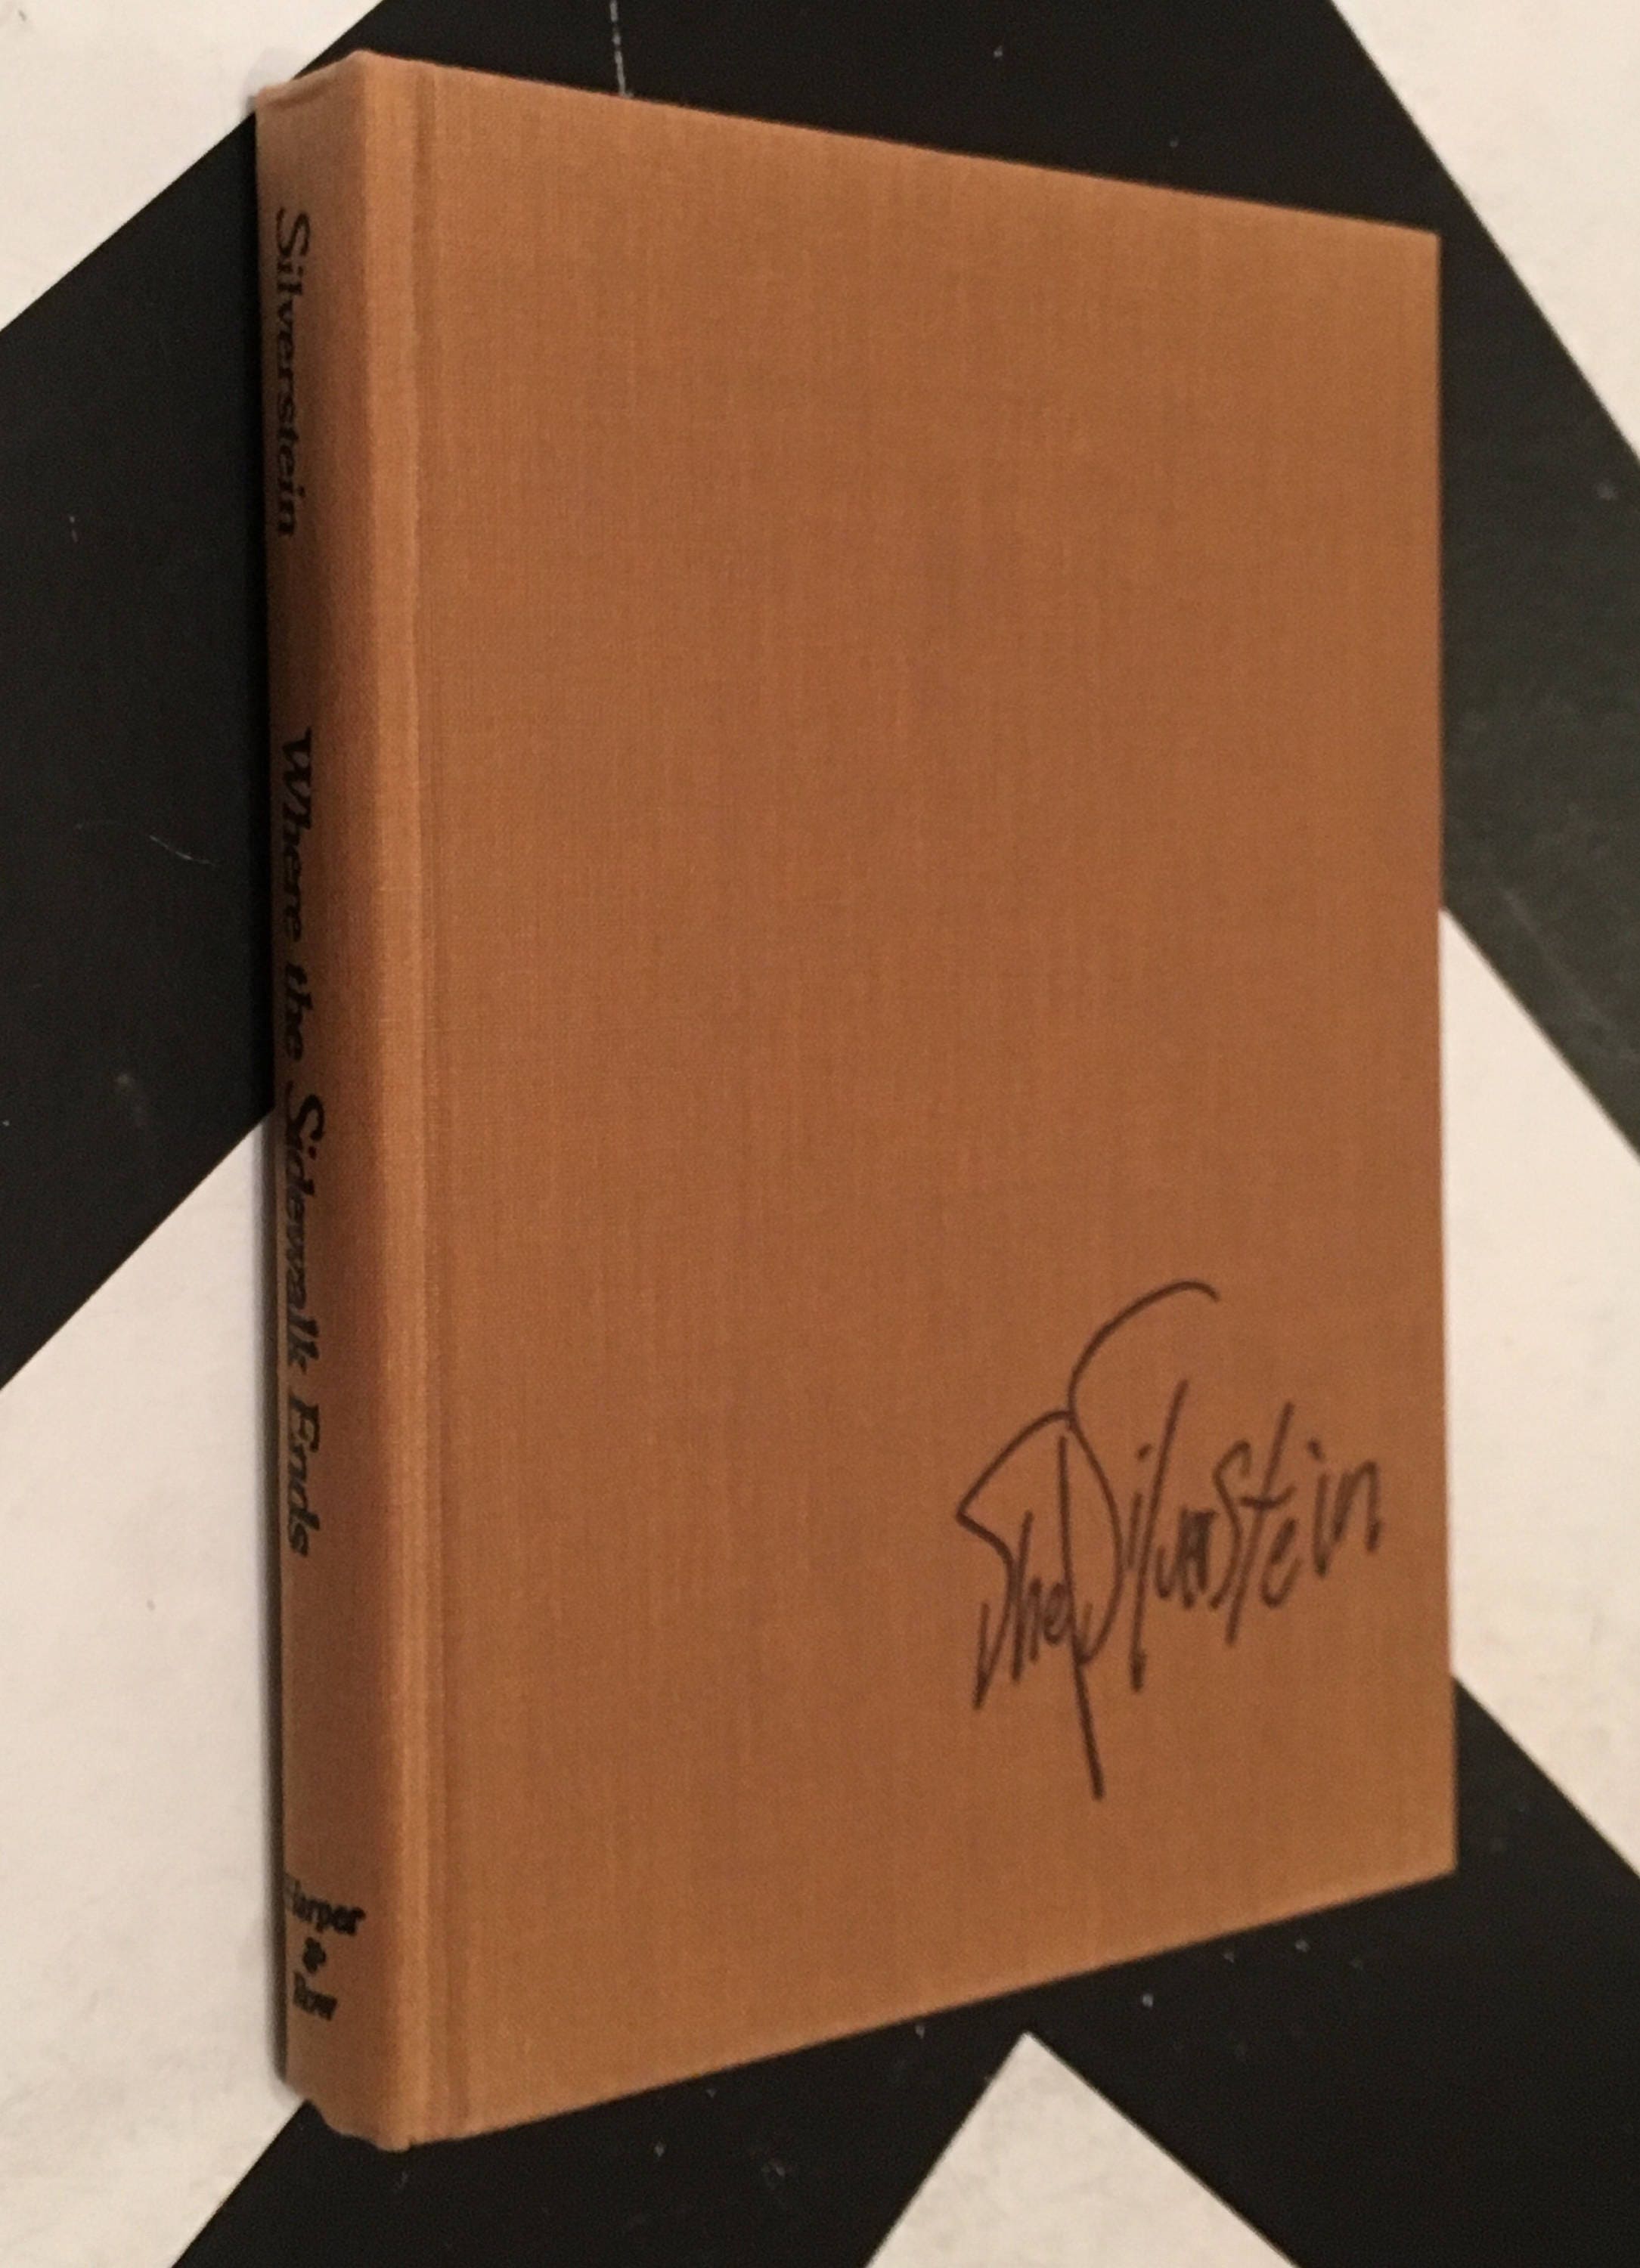 Silverstein Where the Sidewalk Ends
Harper
&
Row
Shel Silverstein